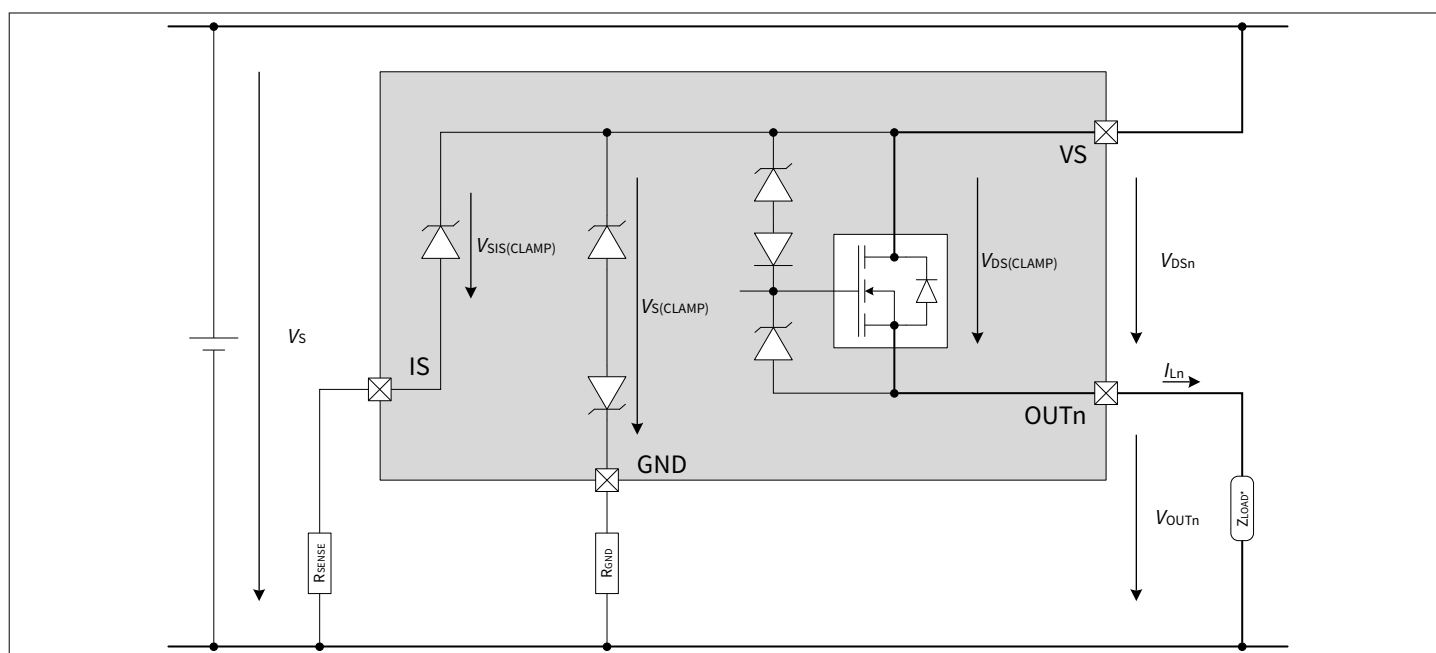 VS
VSIS(CLAMP)
VS(CLAMP)
VDS(CLAMP)
VDSn
VS
IS
ILn
OUTn
GND
VOUTn
ZLOAD*
RSENSE
RGND